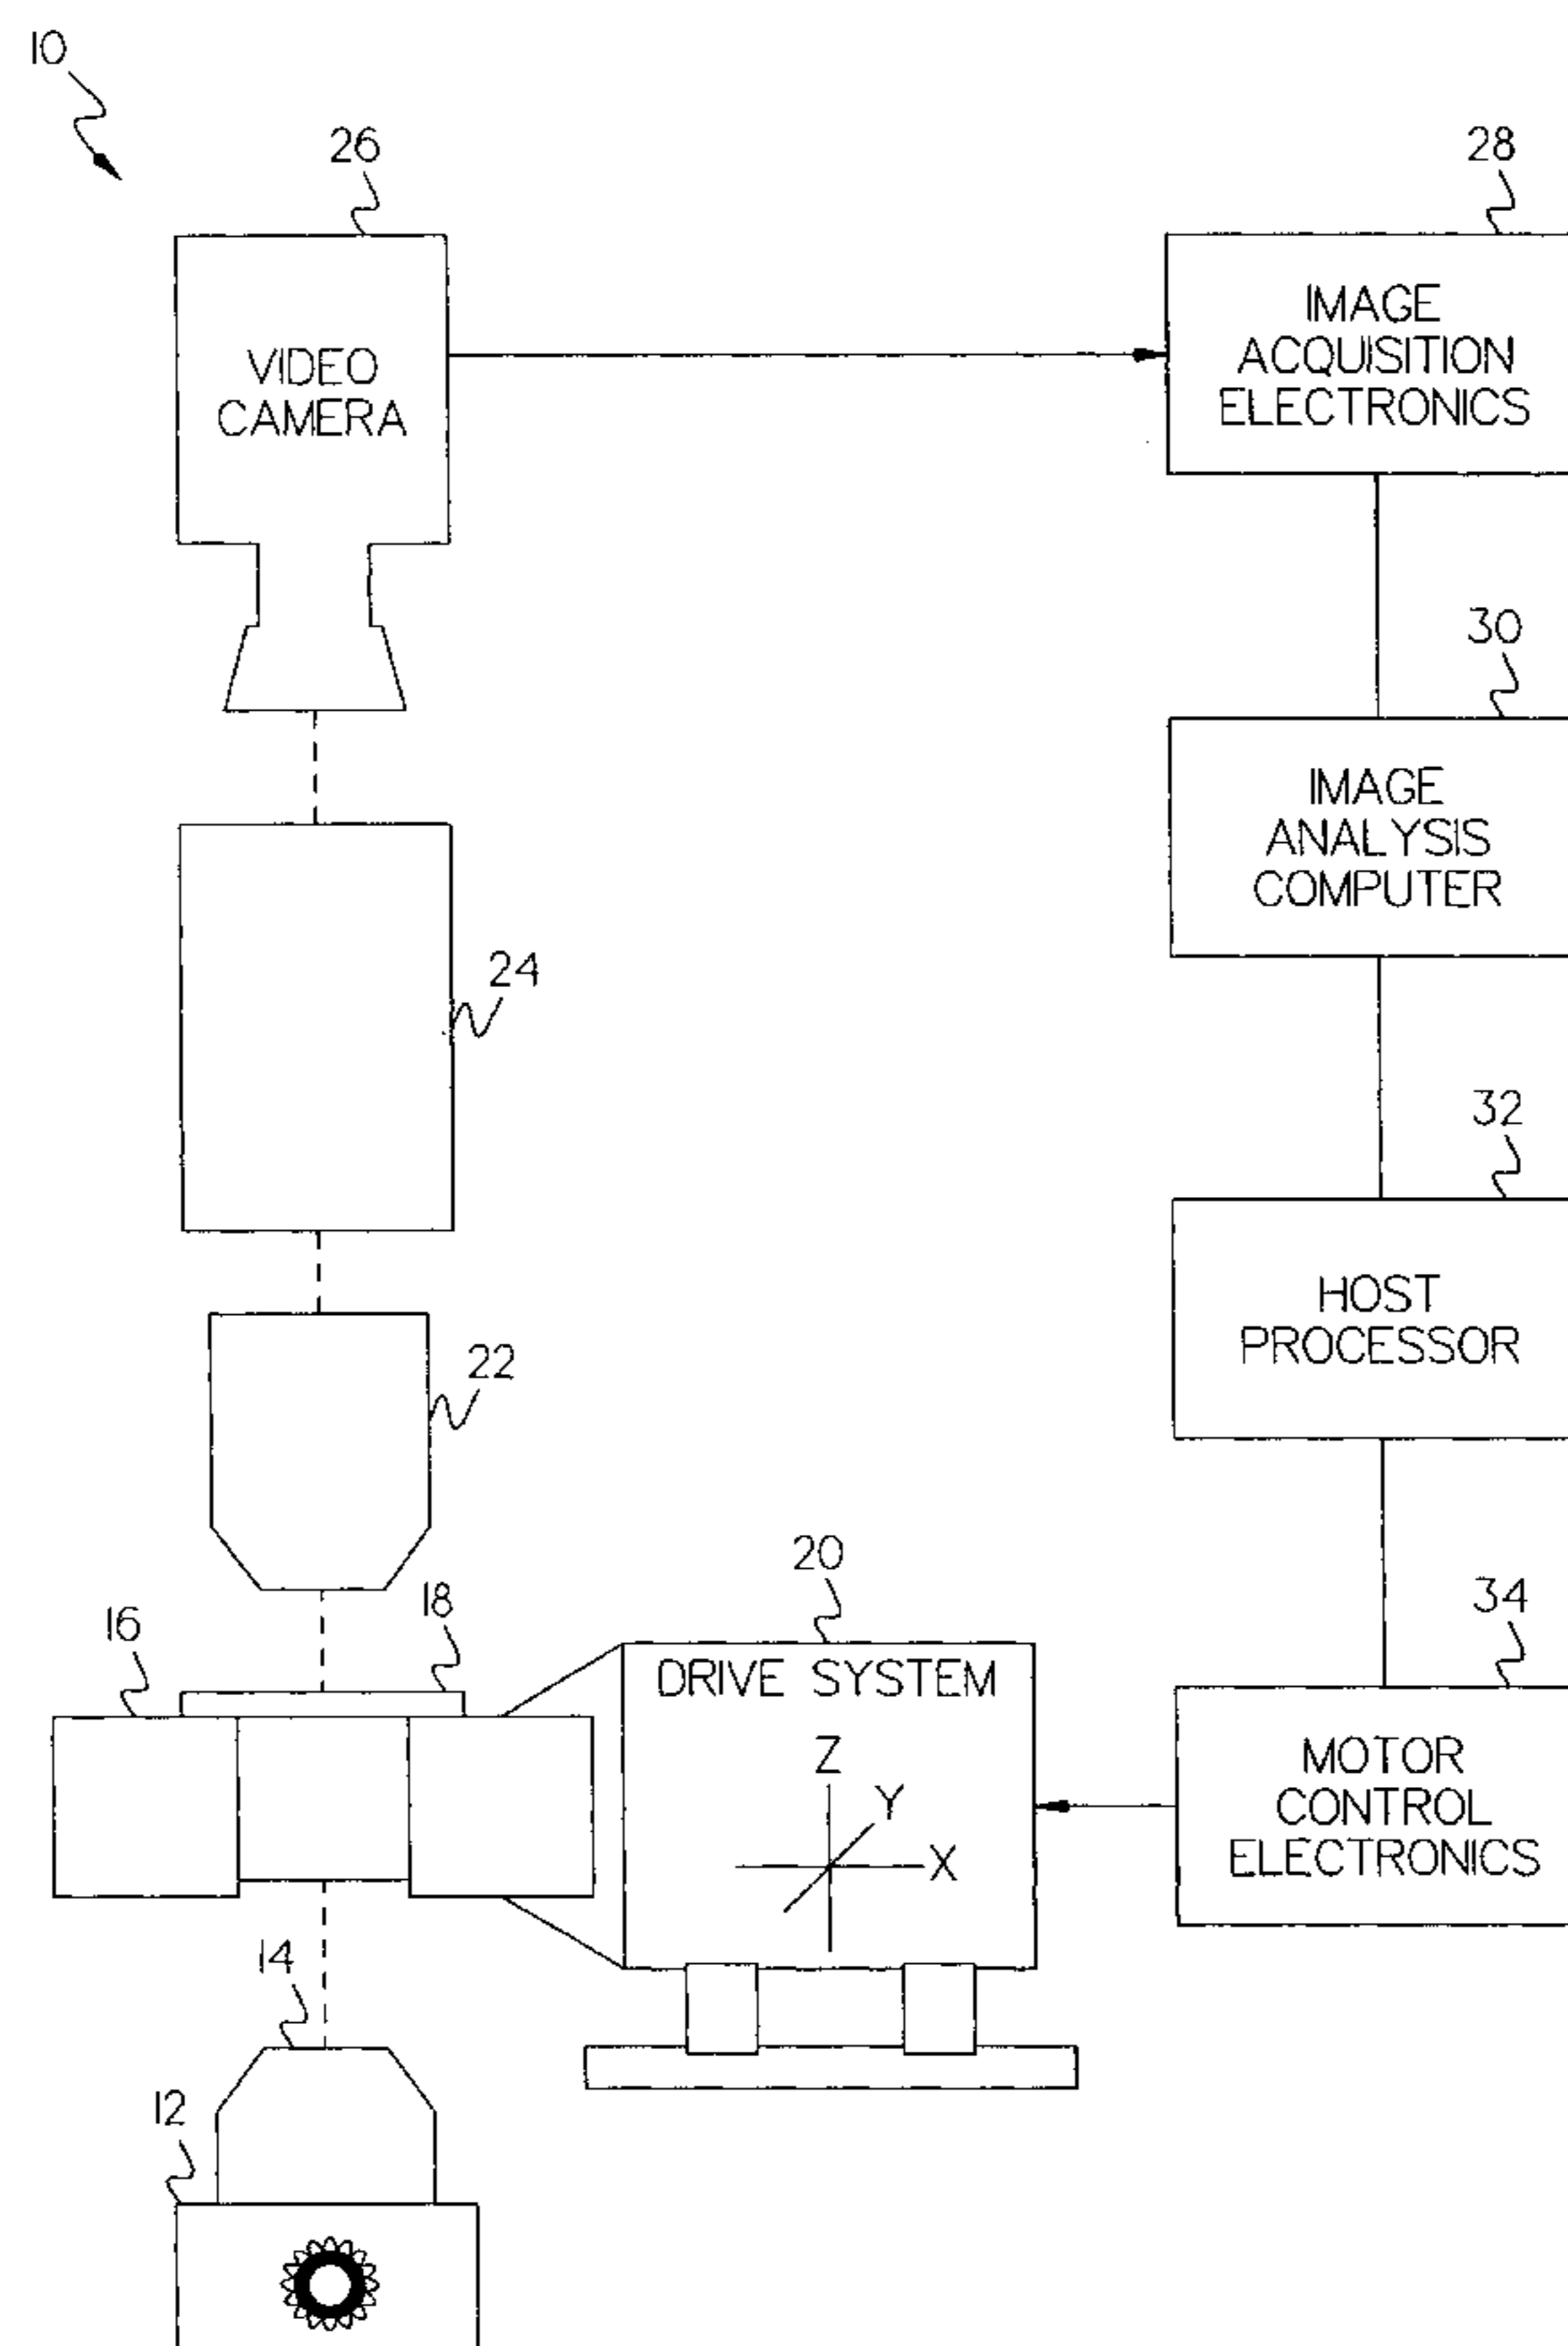 10
26
28
VIDEO
CAMERA
IMAGE
ACQUISITION
ELECTRONICS
30
IMAGE
ANALYSIS
COMPUTER
24
32
HOST
PROCESSOR
22
20
34
16
18
DRIVE SYSTEM
Z
Y
X
MOTOR
CONTROL
ELECTRONICS
14
12